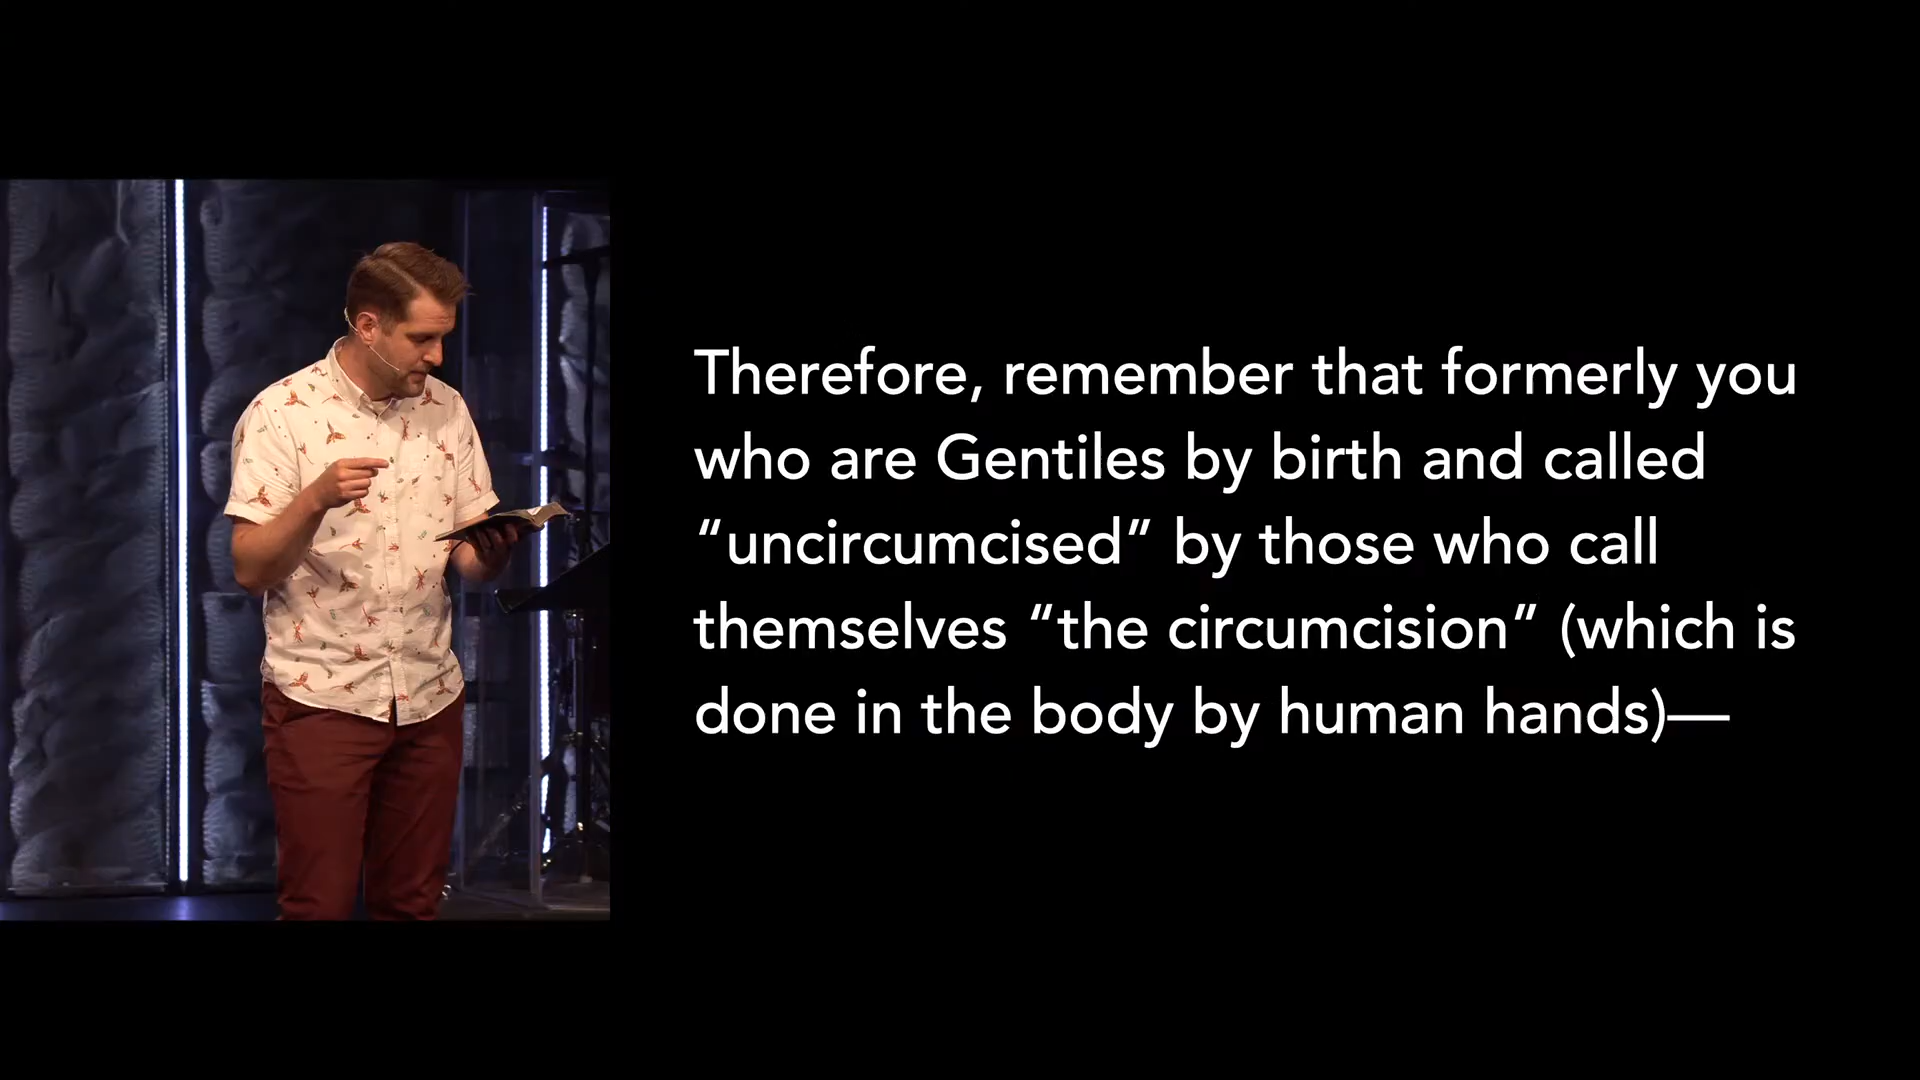 Therefore, remember that formerly you
who are Gentiles by birth and called
“uncircumcised” by those who call
themselves “the circumcision” (which is
done in the body by human hands)—